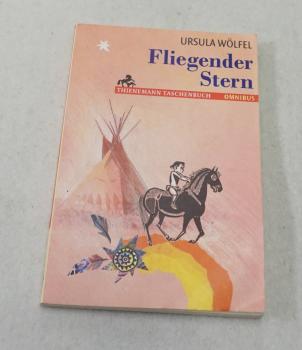 URSULA WÖLFEL
Fliegender
Stern
THIENEMANN TASCHENBUCH OMNIBUS